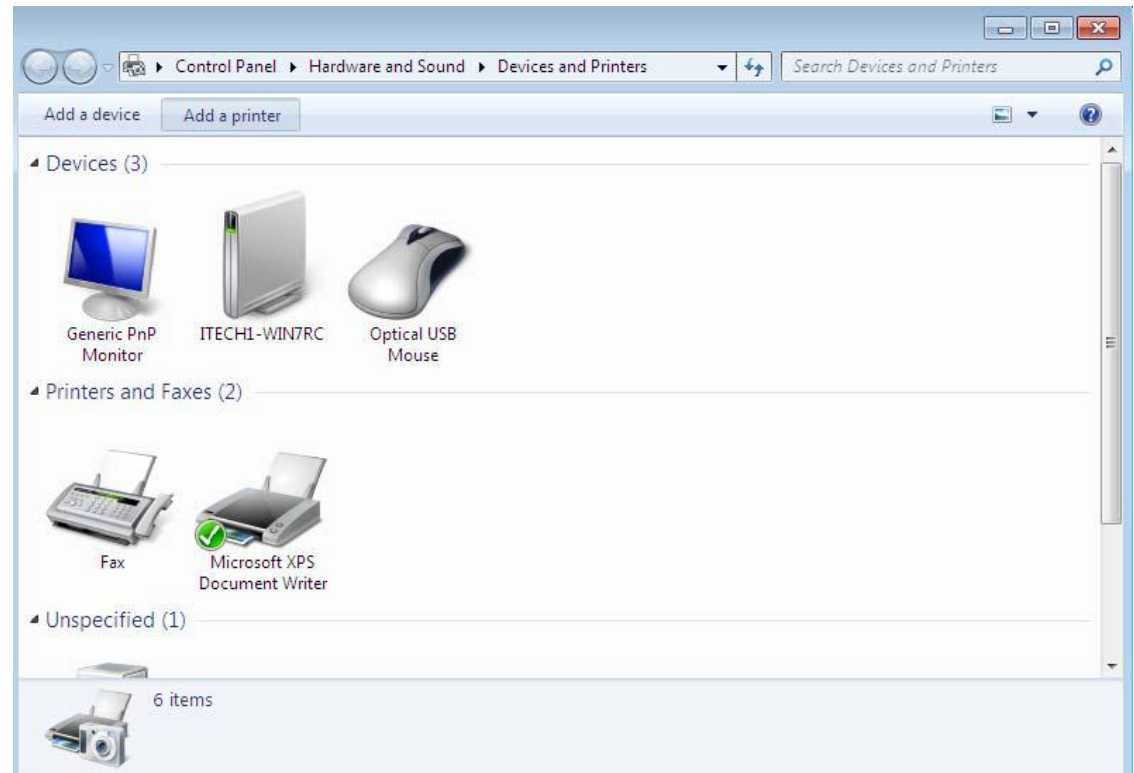 Control Panel ▸ Hardware and Sound ▸ Devices and Printers
Search Devices and Printers
Add a device Add a printer
Devices (3)
Generic PnP
Monitor
ITECH1-WIN7RC
Optical USB
Mouse
Printers and Faxes (2)
Fax
Microsoft XPS
Document Writer
Unspecified (1)
6 items